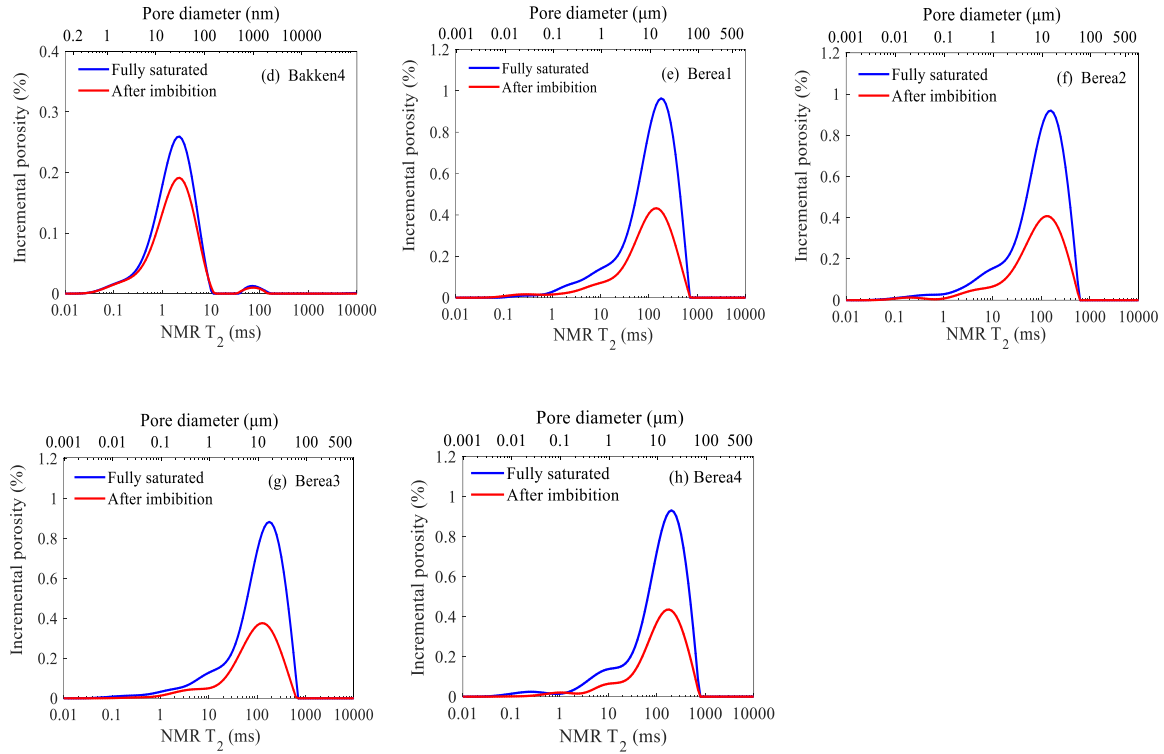 Pore diameter (nm)
0.2 1 10 100 1000 10000
0.4
0.3
0.2
0.1
0
Incremental porosity (%)
Fully saturated
After imbibition
(d) Bakken4
0.01 0.1 1 10 100 1000 10000
NMR T2 (ms)
Pore diameter (μm)
0.001 0.01 0.1 1 10 100 500
1.2
1
0.8
0.6
0.4
0.2
0
Incremental porosity (%)
Fully saturated
After imbibition
(e) Berea1
0.01 0.1 1 10 100 1000 10000
NMR T2 (ms)
Pore diameter (μm)
0.001 0.01 0.1 1 10 100 500
1.2
1
0.8
0.6
0.4
0.2
0
Incremental porosity (%)
Fully saturated
After imbibition
(f) Berea2
0.01 0.1 1 10 100 1000 10000
NMR T2 (ms)
Pore diameter (μm)
0.001 0.01 0.1 1 10 100 500
1.2
1
0.8
0.6
0.4
0.2
0
Incremental porosity (%)
Fully saturated
After imbibition
(g) Berea3
0.01 0.1 1 10 100 1000 10000
NMR T2 (ms)
Pore diameter (μm)
0.001 0.01 0.1 1 10 100 500
1.2
1
0.8
0.6
0.4
0.2
0
Incremental porosity (%)
Fully saturated
After imbibition
(h) Berea4
0.01 0.1 1 10 100 1000 10000
NMR T2 (ms)